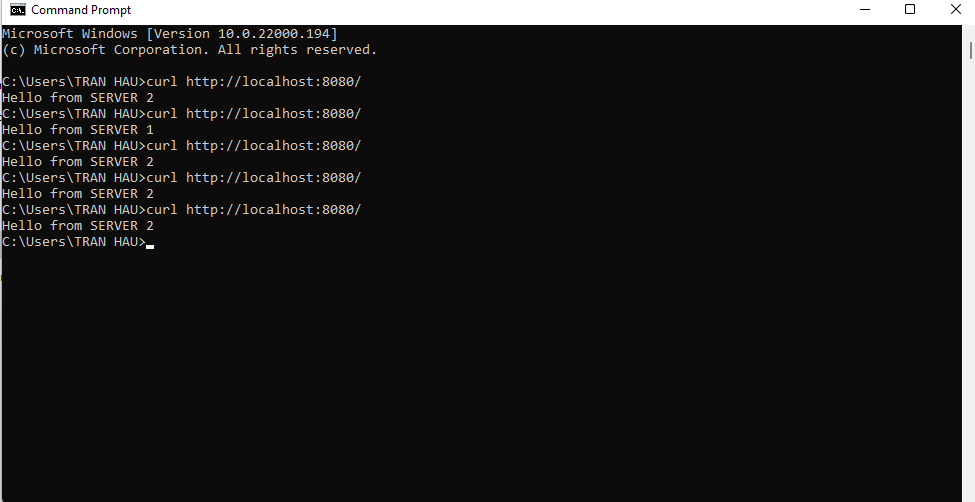 Command Prompt
Microsoft Windows [Version 10.0.22000.194]
(c) Microsoft Corporation. All rights reserved.
C:\Users\TRAN HAU>curl http://localhost:8080/
Hello from SERVER 2
C:\Users\TRAN HAU>curl http://localhost:8080/
Hello from SERVER 1
C:\Users\TRAN HAU>curl http://localhost:8080/
Hello from SERVER 2
C:\Users\TRAN HAU>curl http://localhost:8080/
Hello from SERVER 2
C:\Users\TRAN HAU>curl http://localhost:8080/
Hello from SERVER 2
C:\Users\TRAN HAU>